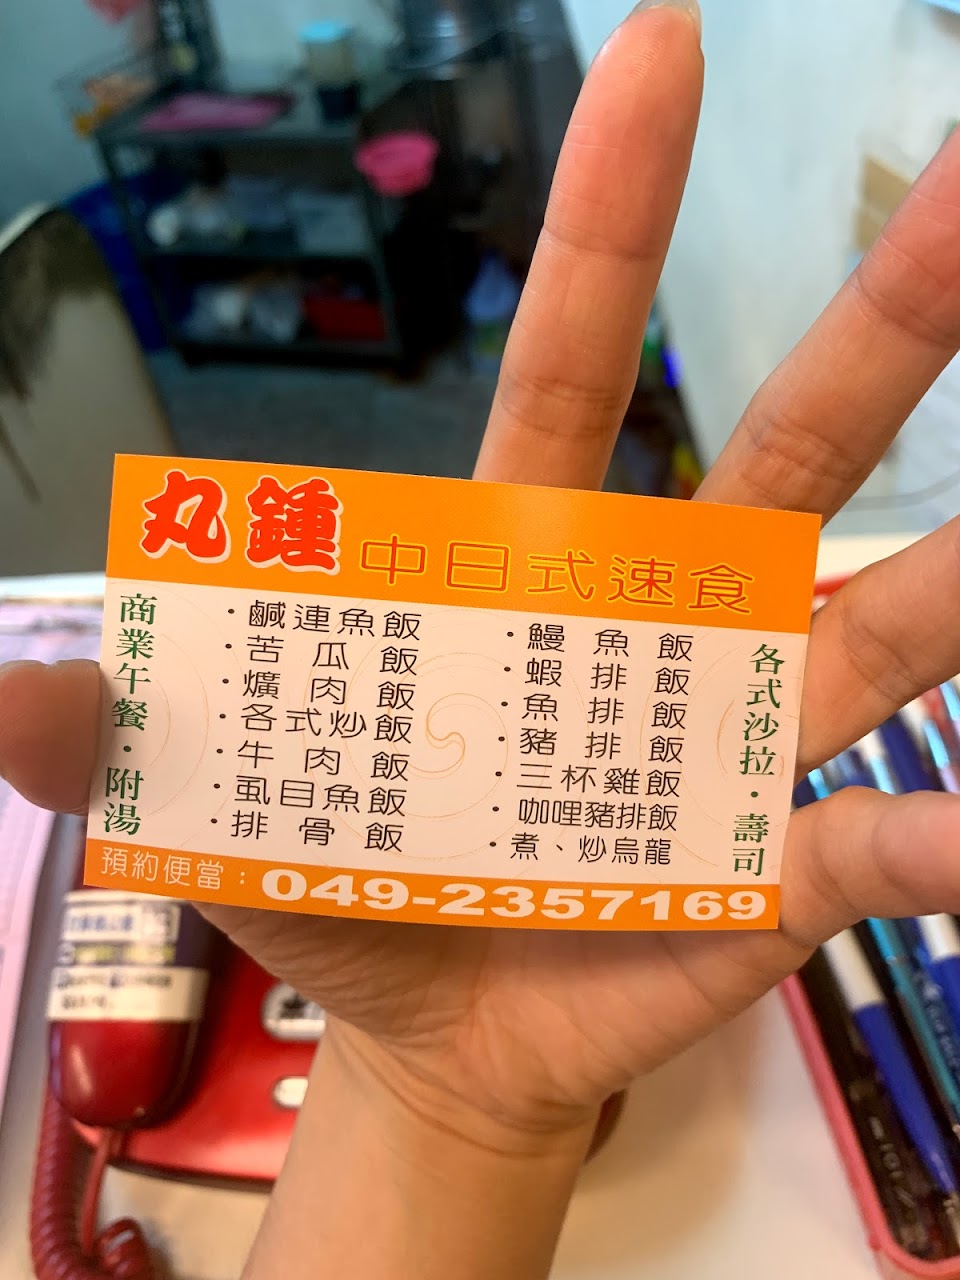 丸鍾 中日式速食
商業午餐・附湯
・鹹連魚飯
・苦瓜飯
・爌肉飯
・各式炒飯
・牛肉飯
・虱目魚飯
・排骨飯
・鰻魚飯
・蝦排飯
・魚排飯
・豬排飯
・三杯雞飯
・咖哩豬排飯
・煮、炒烏龍
各式沙拉・壽司
預約便當：049-2357169